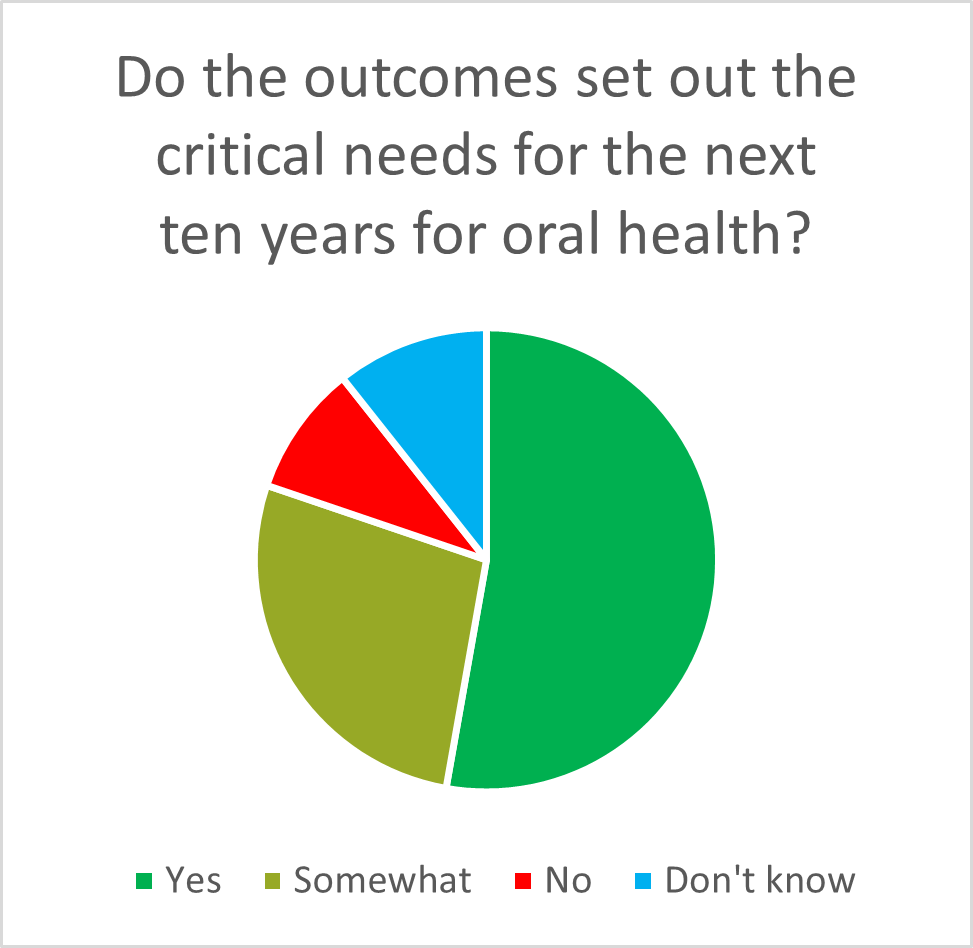 Do the outcomes set out the
critical needs for the next
ten years for oral health?
Yes Somewhat No Don't know